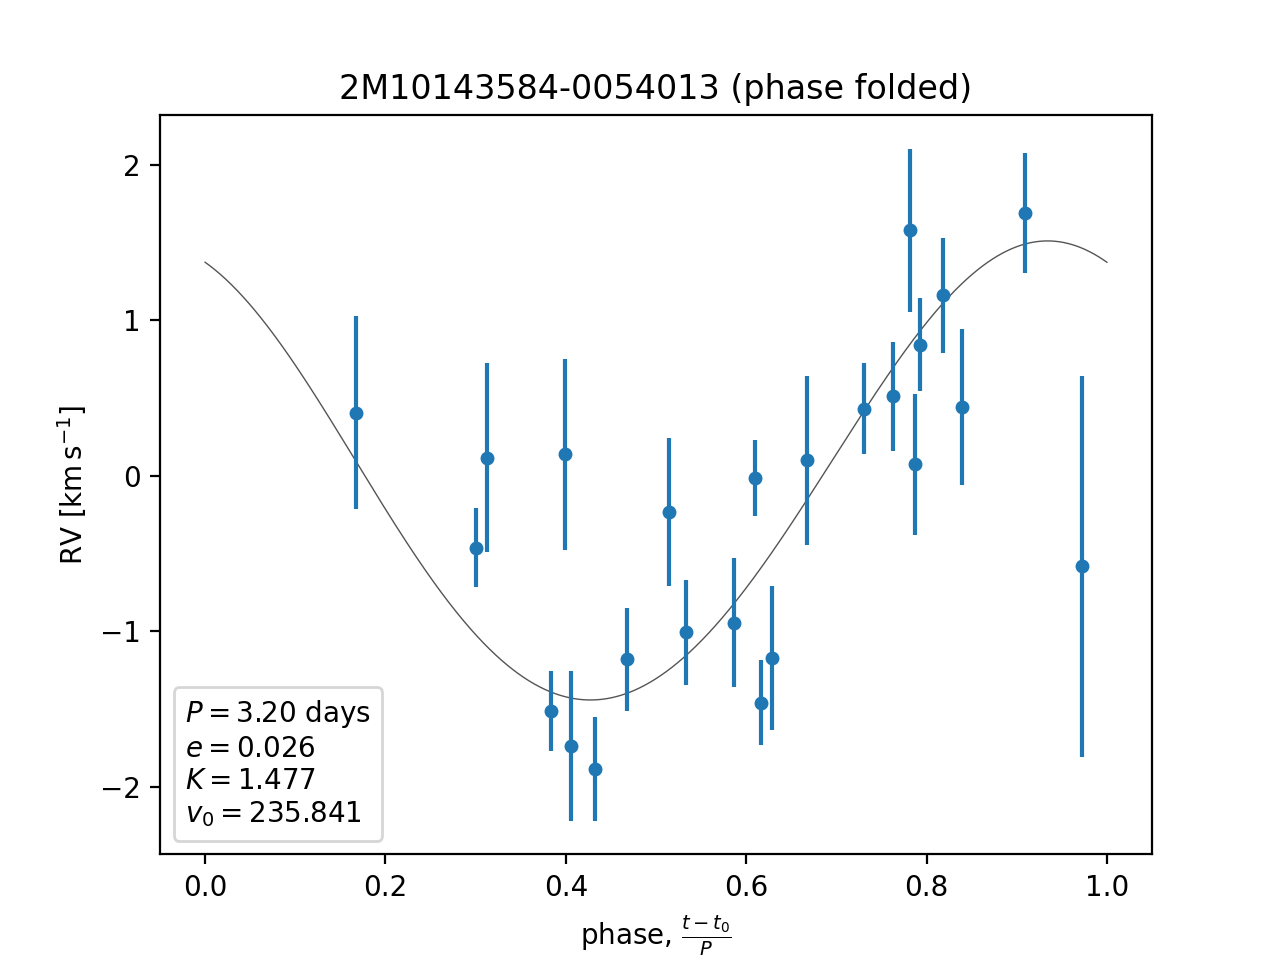 2M10143584-0054013 (phase folded)
RV [km s⁻¹]
2
1
0
−1
−2
P = 3.20 days
e = 0.026
K = 1.477
v₀ = 235.841
0.0 0.2 0.4 0.6 0.8 1.0
phase, (t − t₀)/P